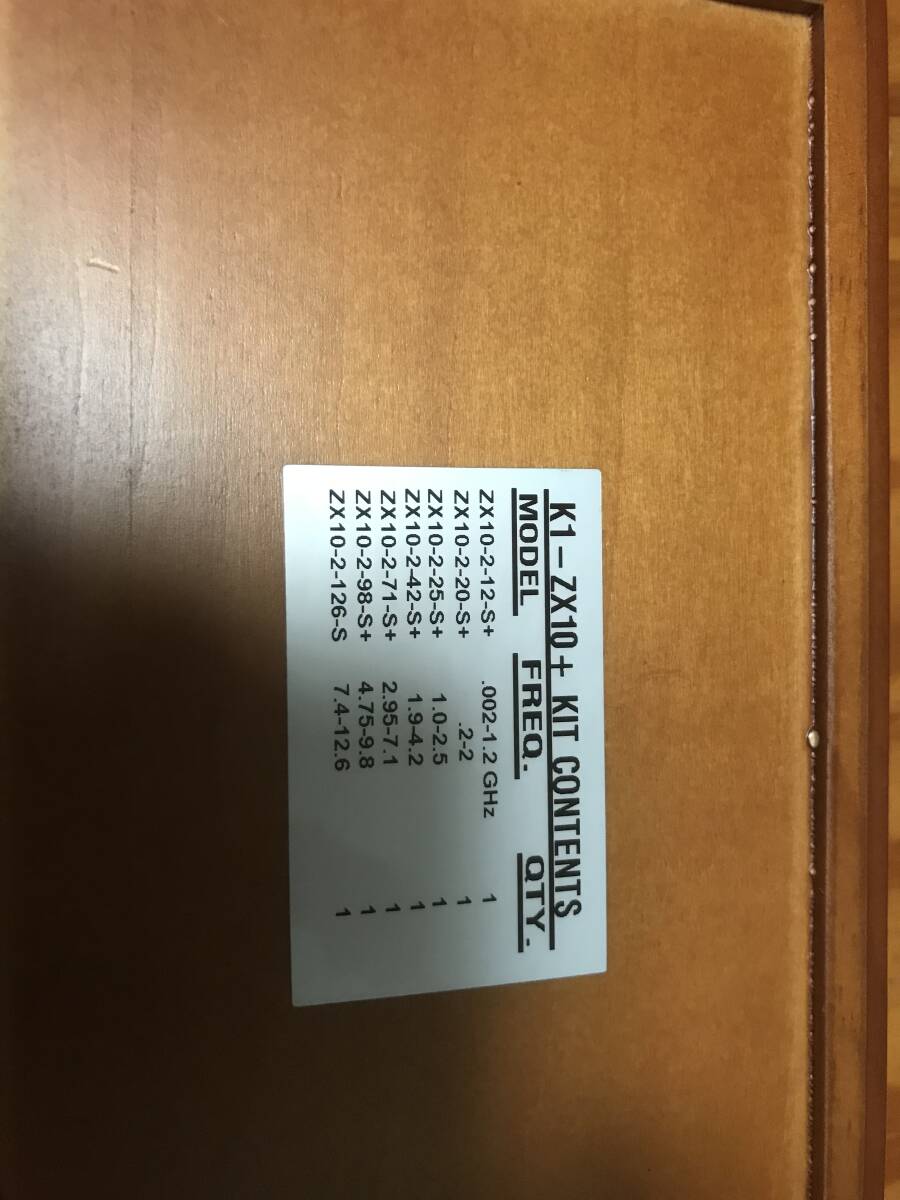 K1-ZX10+ KIT CONTENTS
MODEL FREQ. QTY.
ZX10-2-12-S+ .002-1.2 GHz 1
ZX10-2-20-S+ .2-2 1
ZX10-2-25-S+ 1.0-2.5 1
ZX10-2-42-S+ 1.9-4.2 1
ZX10-2-71-S+ 2.95-7.1 1
ZX10-2-98-S+ 4.75-9.8 1
ZX10-2-126-S 7.4-12.6 1